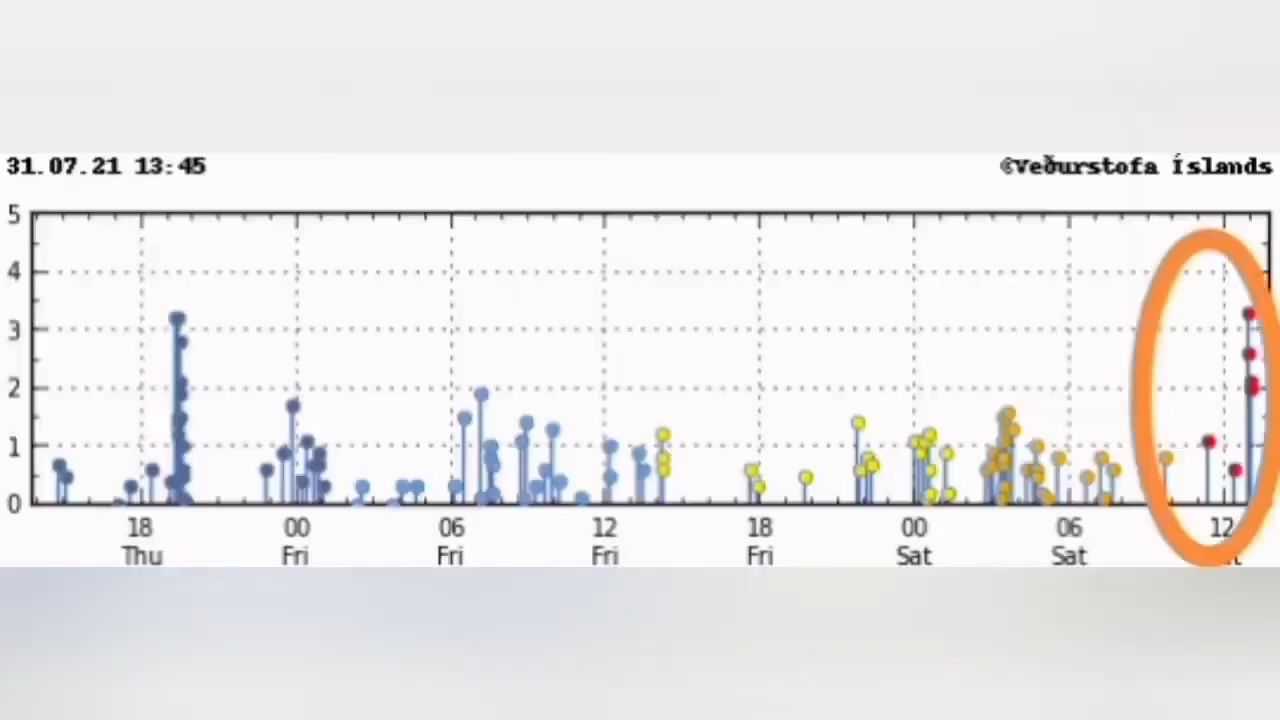 31.07.21 13:45
©Veðurstofa Íslands
5
4
3
2
1
0
18 00 06 12 18 00 06 12
Thu Fri Fri Fri Fri Sat Sat